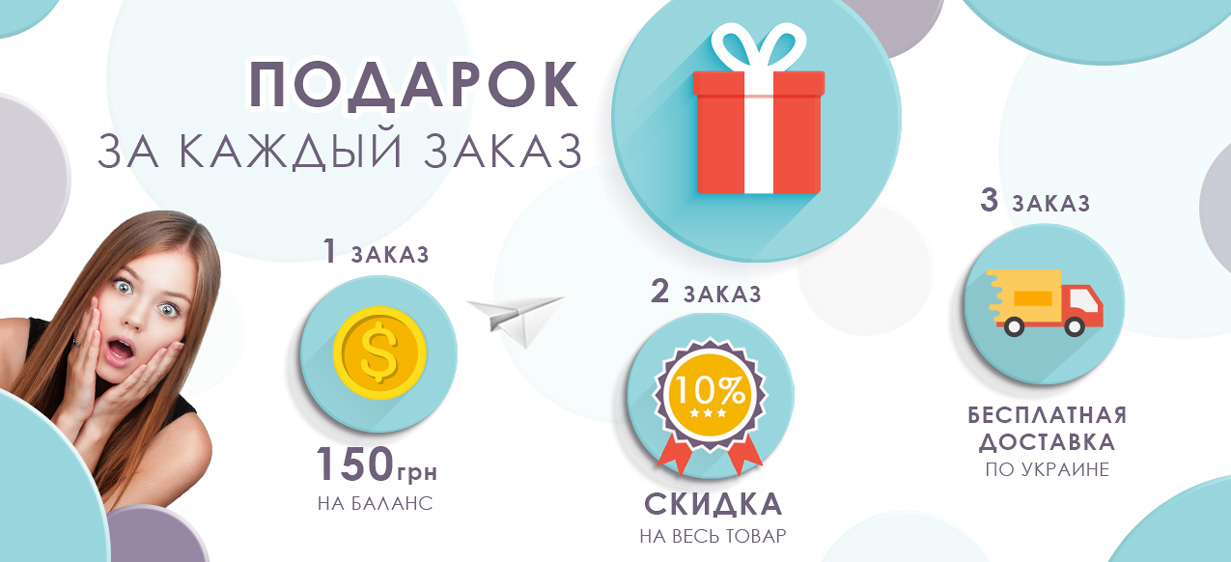 ПОДАРОК
ЗА КАЖДЫЙ ЗАКАЗ
1 ЗАКАЗ
$
150грн
НА БАЛАНС
2 ЗАКАЗ
10%
СКИДКА
НА ВЕСЬ ТОВАР
3 ЗАКАЗ
БЕСПЛАТНАЯ
ДОСТАВКА
ПО УКРАИНЕ